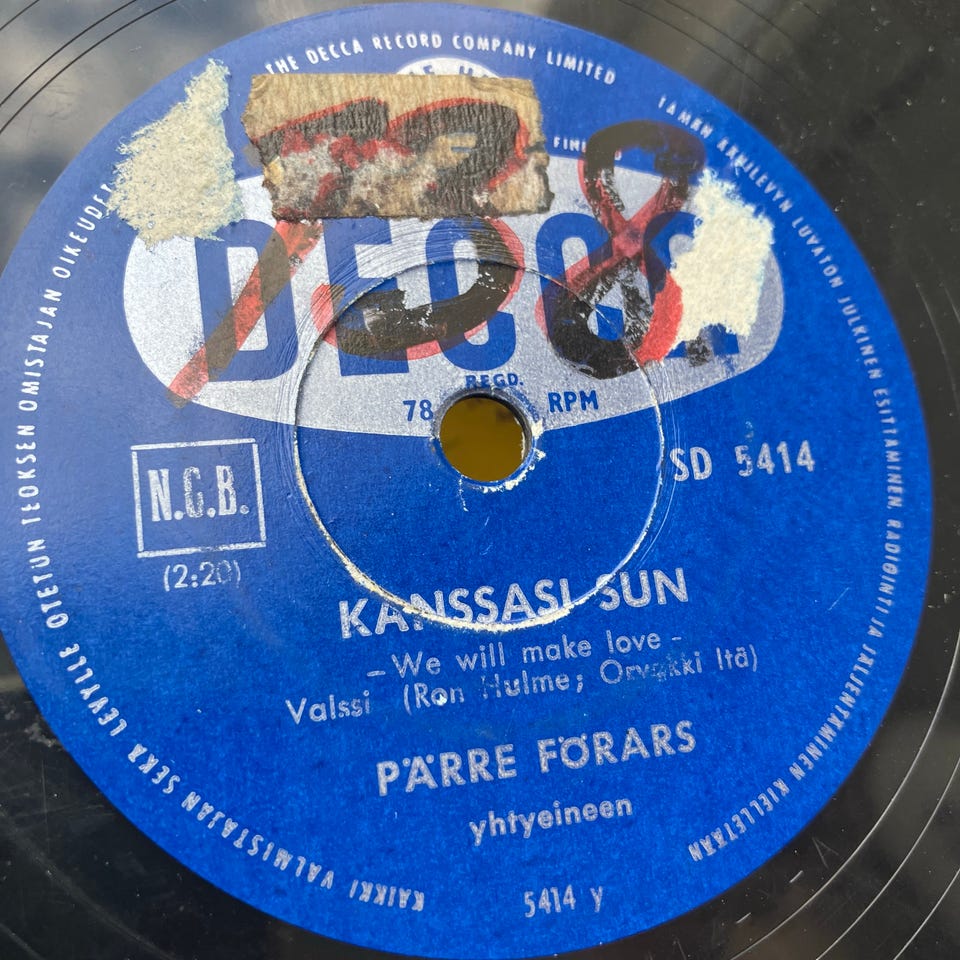 THE DECCA RECORD COMPANY LIMITED
DECCA
REGD.
78 RPM
N.C.B.
(2:20)
SD 5414
KANSSASI SUN
- We will make love -
Valssi (Ron Hulme; Orvokki Itä)
PÄRRE FÖRARS
yhtyeineen
5414 y
KAIKKI VALMISTAJAN SEKÄ LEVYLLE OTETUN TEOKSEN OMISTAJAN OIKEUDET
TÄMÄN ÄÄNILEVYN LUVATON JULKINEN ESITTÄMINEN, RADIOINTI JA JÄLJENTÄMINEN KIELLETÄÄN